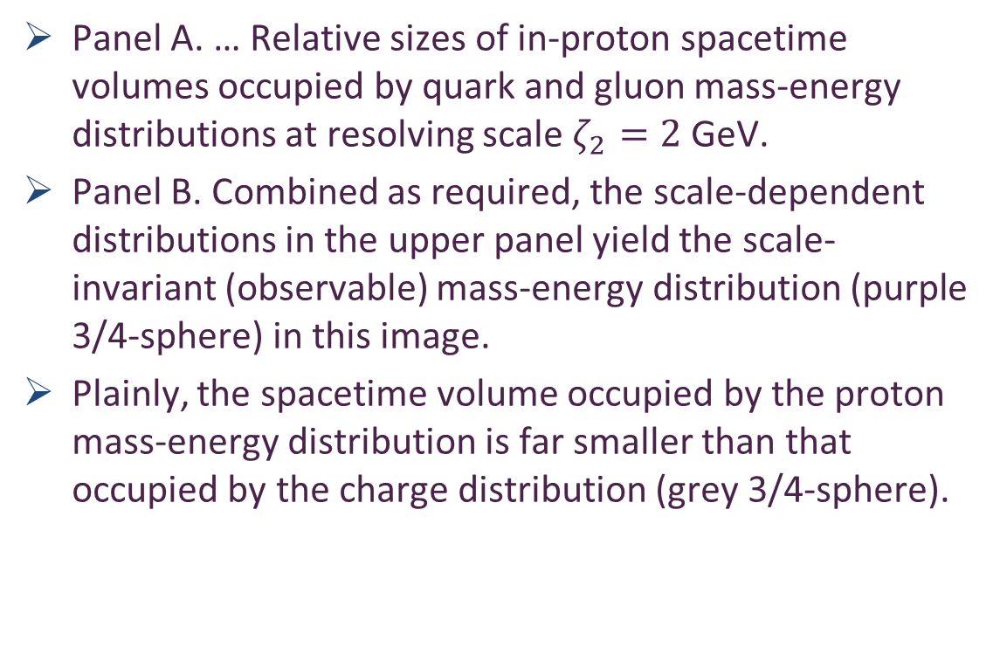 ➢ Panel A. … Relative sizes of in-proton spacetime
volumes occupied by quark and gluon mass-energy
distributions at resolving scale ζ₂ = 2 GeV.
➢ Panel B. Combined as required, the scale-dependent
distributions in the upper panel yield the scale-
invariant (observable) mass-energy distribution (purple
3/4-sphere) in this image.
➢ Plainly, the spacetime volume occupied by the proton
mass-energy distribution is far smaller than that
occupied by the charge distribution (grey 3/4-sphere).